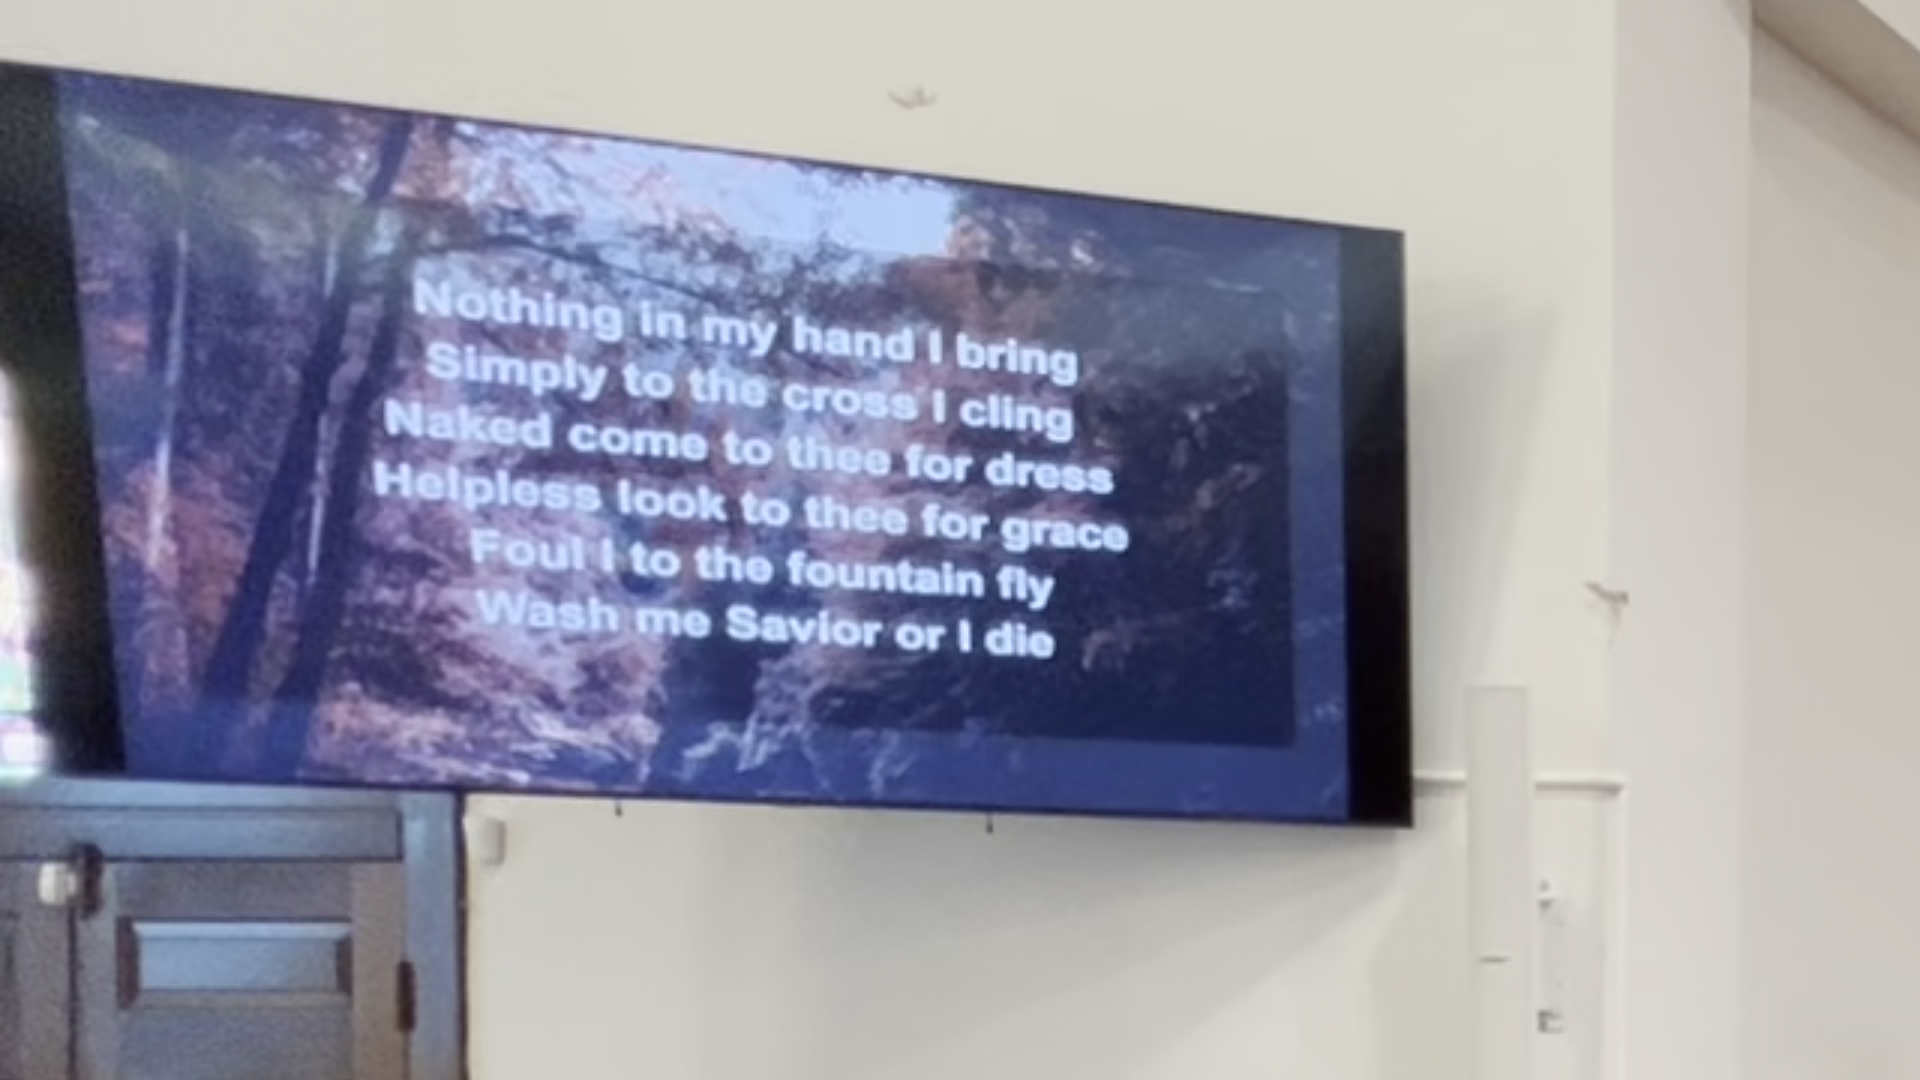 Nothing in my hand I bring
Simply to the cross I cling
Naked come to thee for dress
Helpless look to thee for grace
Foul I to the fountain fly
Wash me Savior or I die